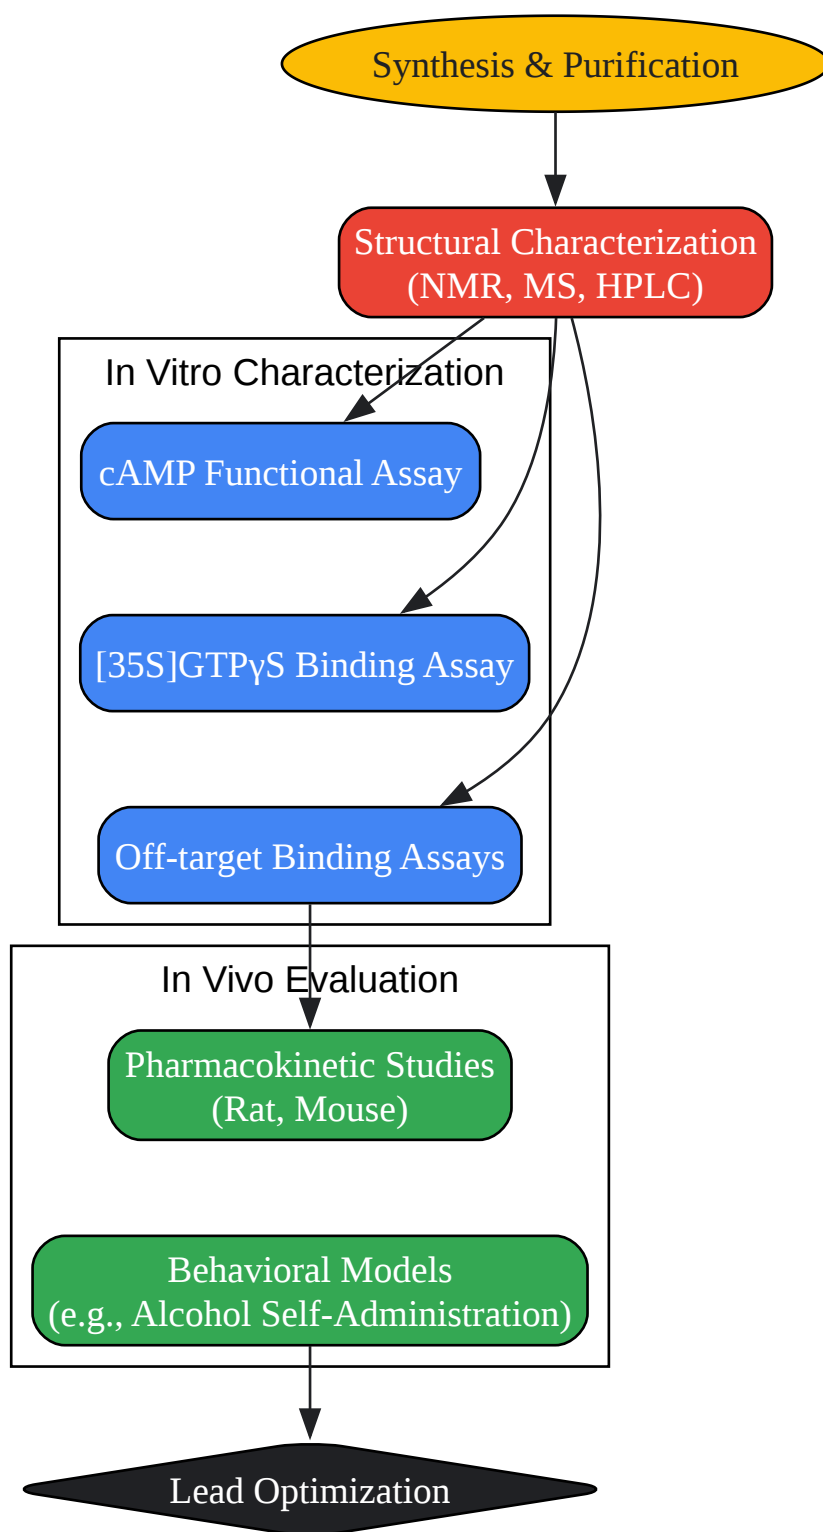 Synthesis & Purification
Structural Characterization
(NMR, MS, HPLC)
In Vitro Characterization
cAMP Functional Assay
[35S]GTPγS Binding Assay
Off-target Binding Assays
In Vivo Evaluation
Pharmacokinetic Studies
(Rat, Mouse)
Behavioral Models
(e.g., Alcohol Self-Administration)
Lead Optimization